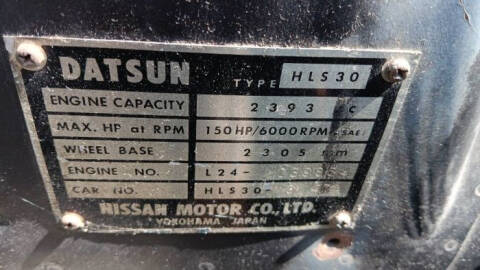 DATSUN TYPE HLS30
ENGINE CAPACITY 2393 c
MAX. HP at RPM 150HP/6000RPM (SAE)
WHEEL BASE 2305 mm
ENGINE NO. L24-
CAR NO. HLS30-
NISSAN MOTOR CO., LTD.
YOKOHAMA JAPAN